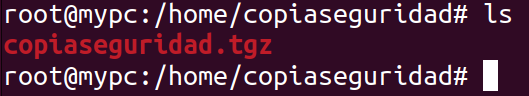 root@mypc:/home/copiaseguridad# ls
copiaseguridad.tgz
root@mypc:/home/copiaseguridad#